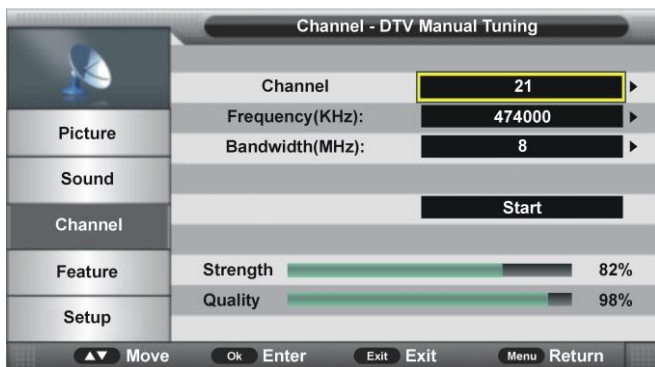 Channel - DTV Manual Tuning
Picture
Sound
Channel
Feature
Setup
Channel 21
Frequency(KHz): 474000
Bandwidth(MHz): 8
Start
Strength 82%
Quality 98%
▲▼ Move Ok Enter Exit Exit Menu Return